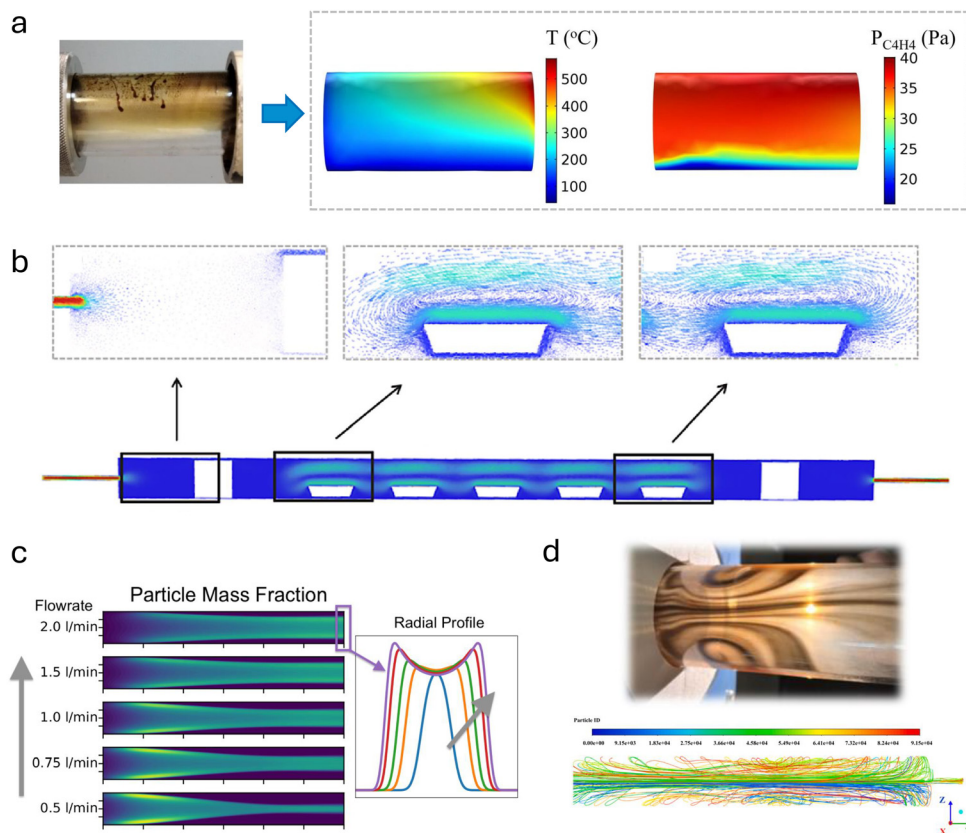 a
T (°C)
500
400
300
200
100
P_C4H4 (Pa)
40
35
30
25
20
b
c
Particle Mass Fraction
Flowrate
2.0 l/min
1.5 l/min
1.0 l/min
0.75 l/min
0.5 l/min
Radial Profile
d
Particle ID
0.00e+00 9.15e+03 1.83e+04 2.75e+04 3.66e+04 4.58e+04 5.49e+04 6.41e+04 7.32e+04 8.24e+04 9.15e+04
Z
X